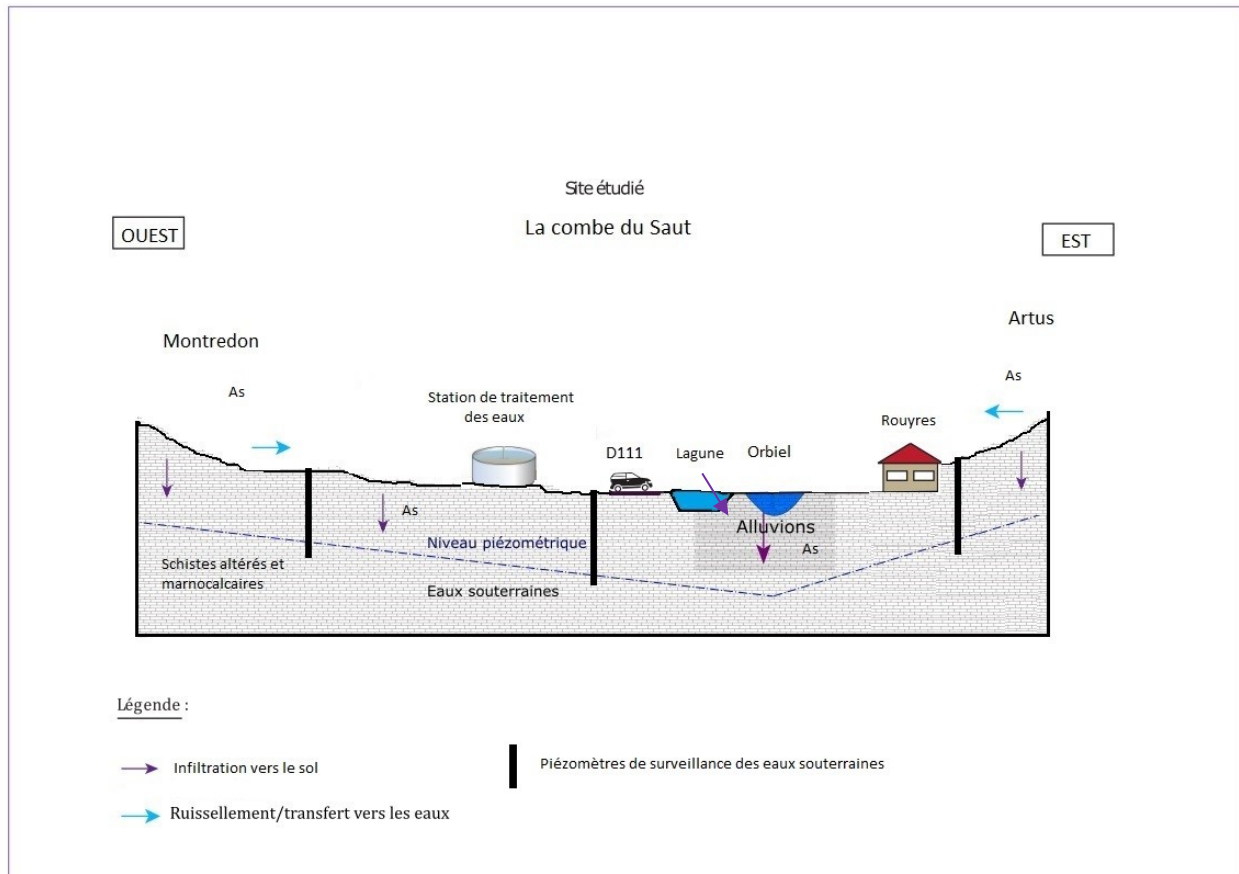 Site étudié
La combe du Saut
OUEST
EST
Montredon
Artus
As
As
Station de traitement
des eaux
D111
Lagune
Orbiel
Rouyres
As
Alluvions
As
Niveau piézométrique
Schistes altérés et
marnocalcaires
Eaux souterraines
Légende :
Infiltration vers le sol
Piézomètres de surveillance des eaux souterraines
Ruissellement/transfert vers les eaux